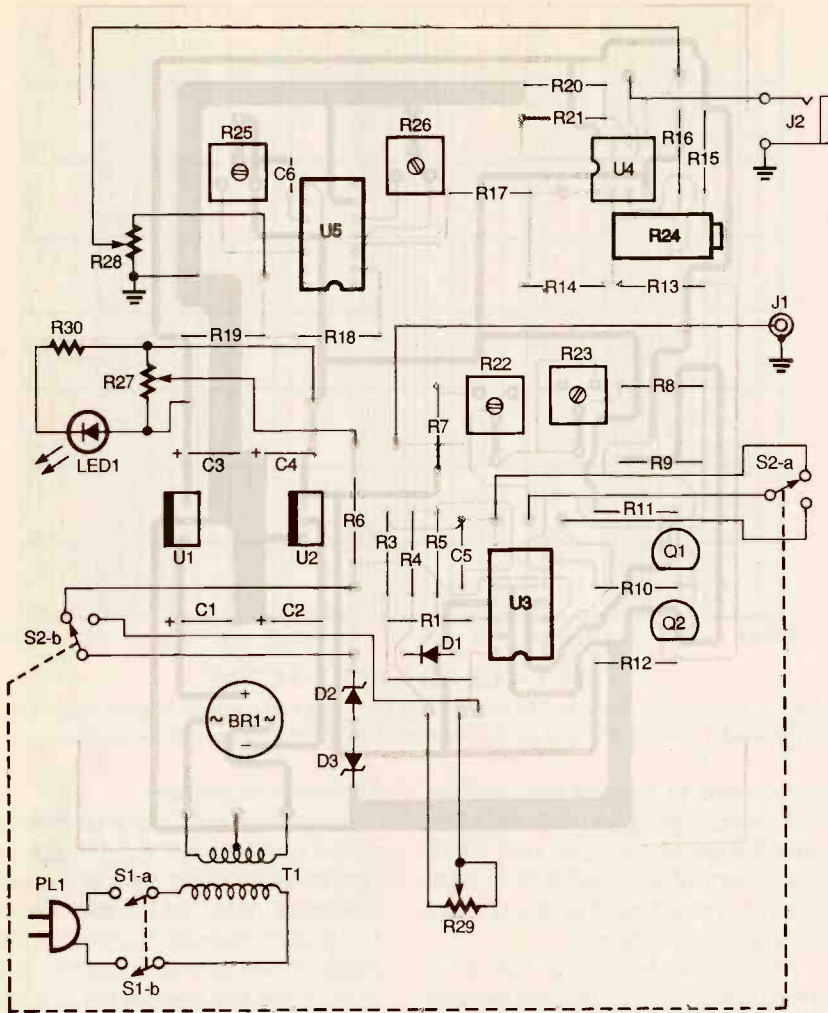 R20
J2
R21
R25
R26
R16
R15
C6
U4
R17
U5
R24
R28
R14
R13
J1
R30
R19
R18
R22
R23
R27
R8
R7
LED1
+ C3
+ C4
R9
S2-a
R6
R11
R3
R4
R5
C5
Q1
U1
U2
U3
R10
+ C1
+ C2
R1
Q2
S2-b
D1
R12
D2
+
~ BR1 ~
−
D3
T1
S1-a
PL1
R29
S1-b